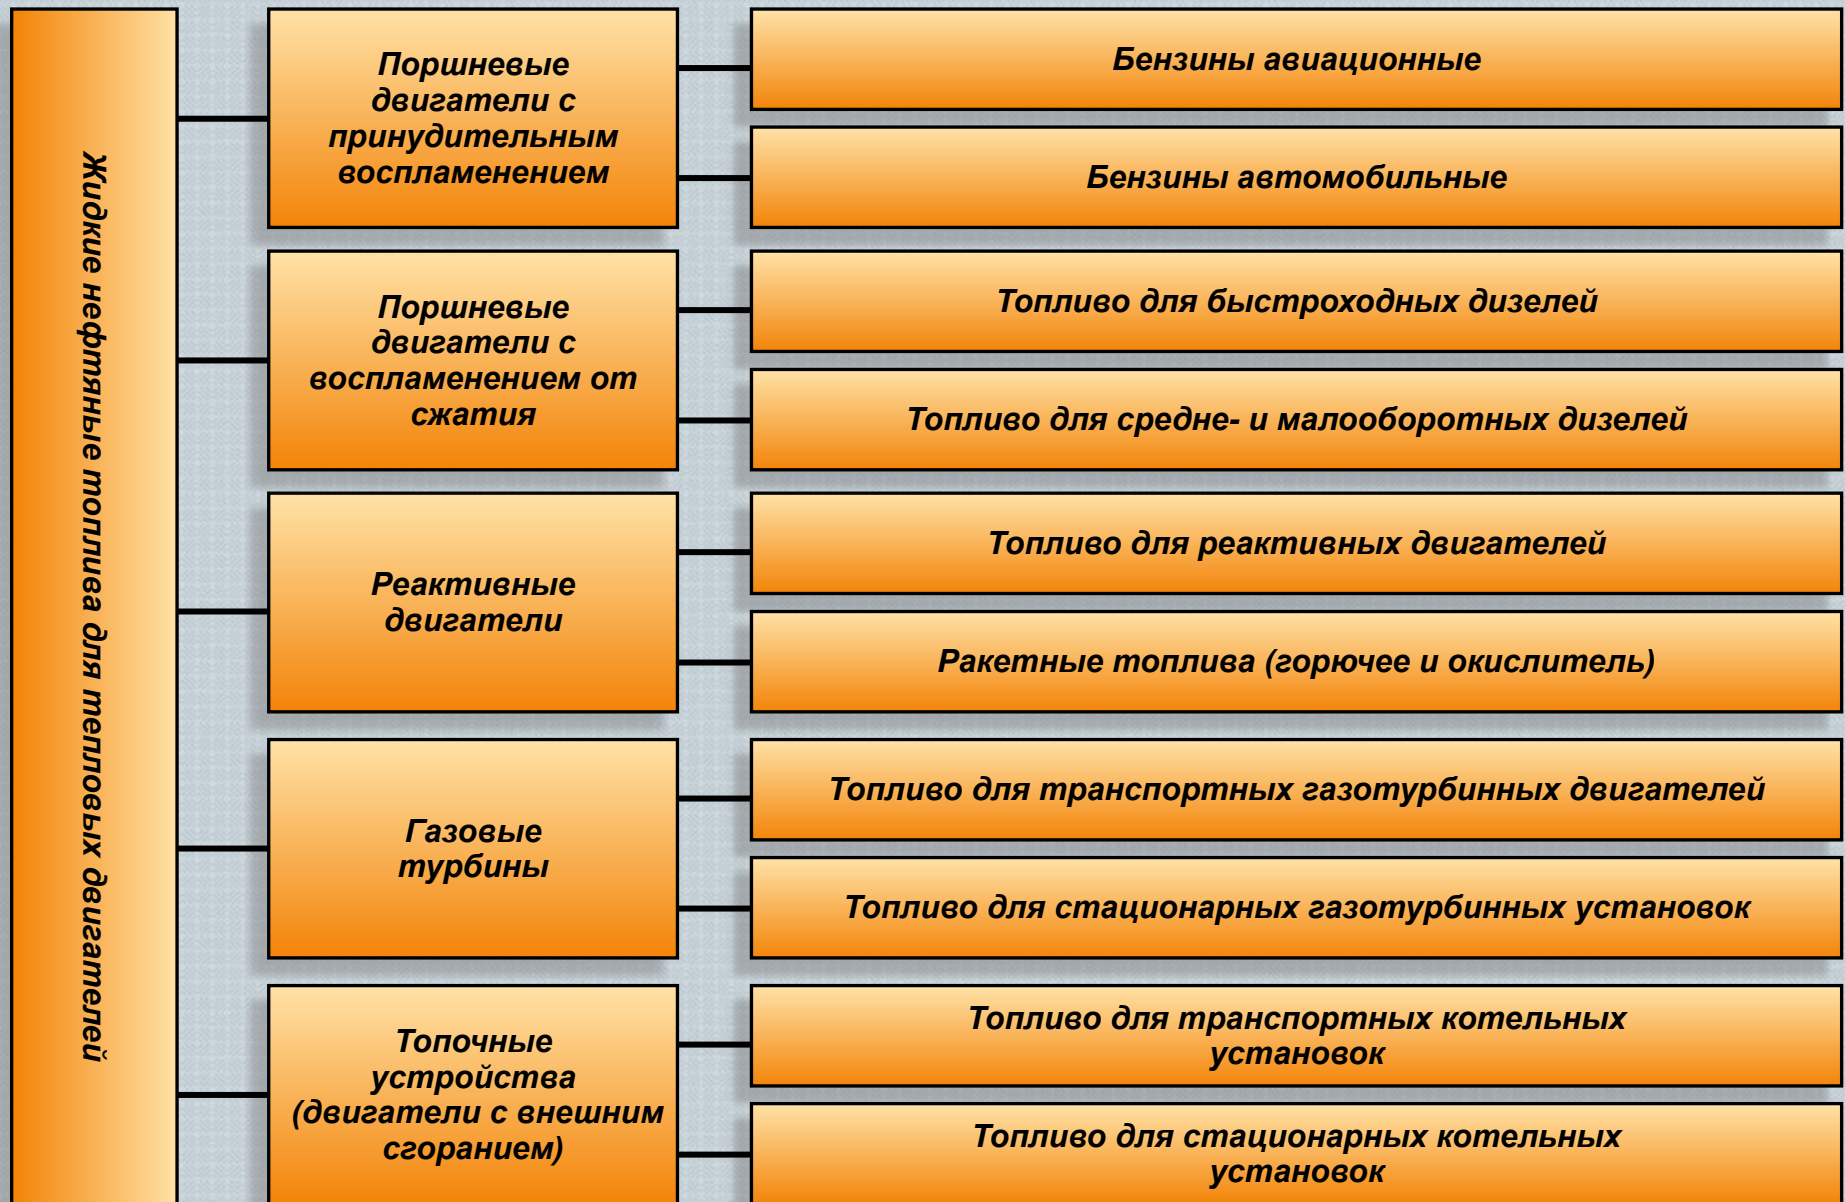 Жидкие нефтяные топлива для тепловых двигателей
Поршневые
двигатели с
принудительным
воспламенением
Бензины авиационные
Бензины автомобильные
Поршневые
двигатели с
воспламенением от
сжатия
Топливо для быстроходных дизелей
Топливо для средне- и малооборотных дизелей
Реактивные
двигатели
Топливо для реактивных двигателей
Ракетные топлива (горючее и окислитель)
Газовые
турбины
Топливо для транспортных газотурбинных двигателей
Топливо для стационарных газотурбинных установок
Топочные
устройства
(двигатели с внешним
сгоранием)
Топливо для транспортных котельных
установок
Топливо для стационарных котельных
установок